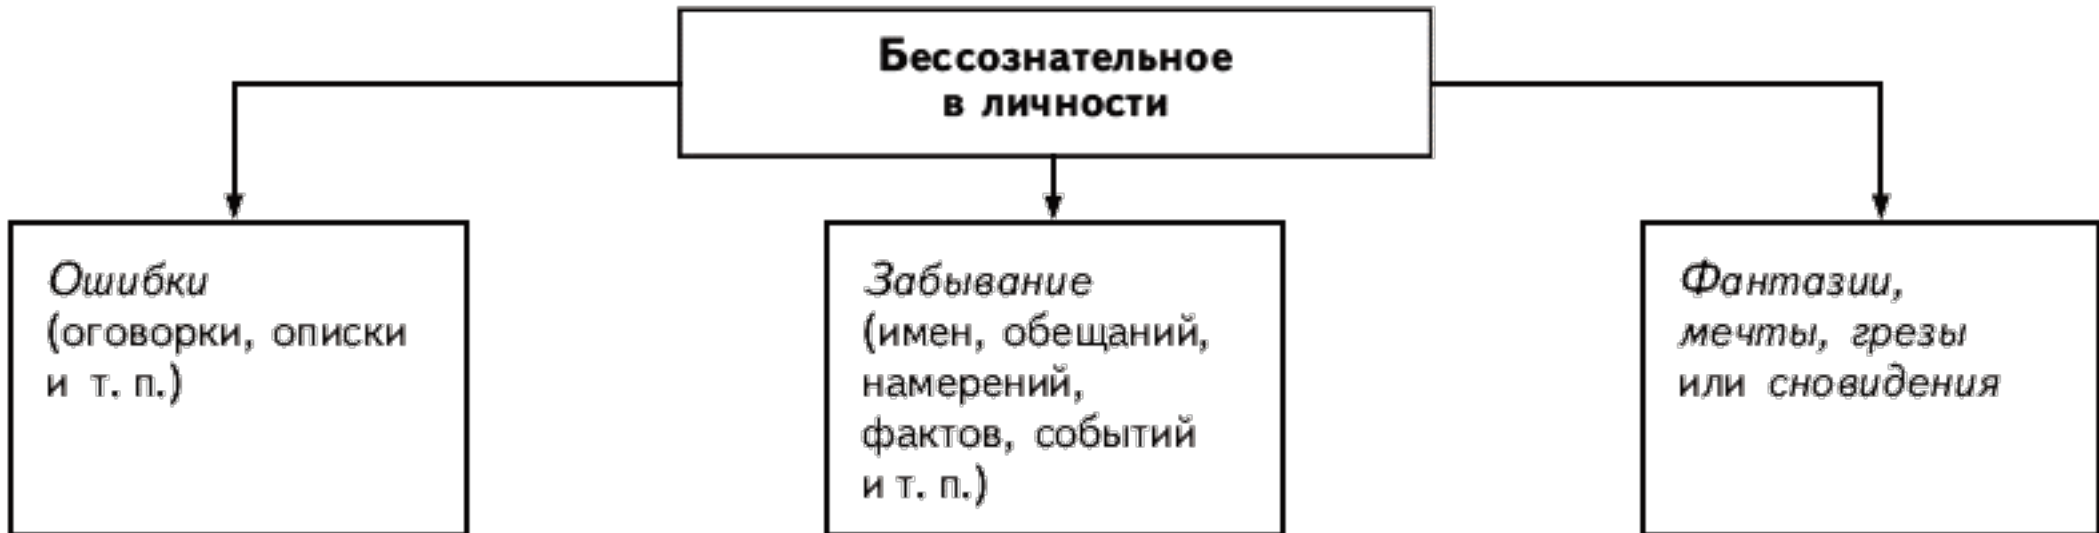 Бессознательное
в личности
Ошибки
(оговорки, описки
и т. п.)
Забывание
(имен, обещаний,
намерений,
фактов, событий
и т. п.)
Фантазии,
мечты, грезы
или сновидения